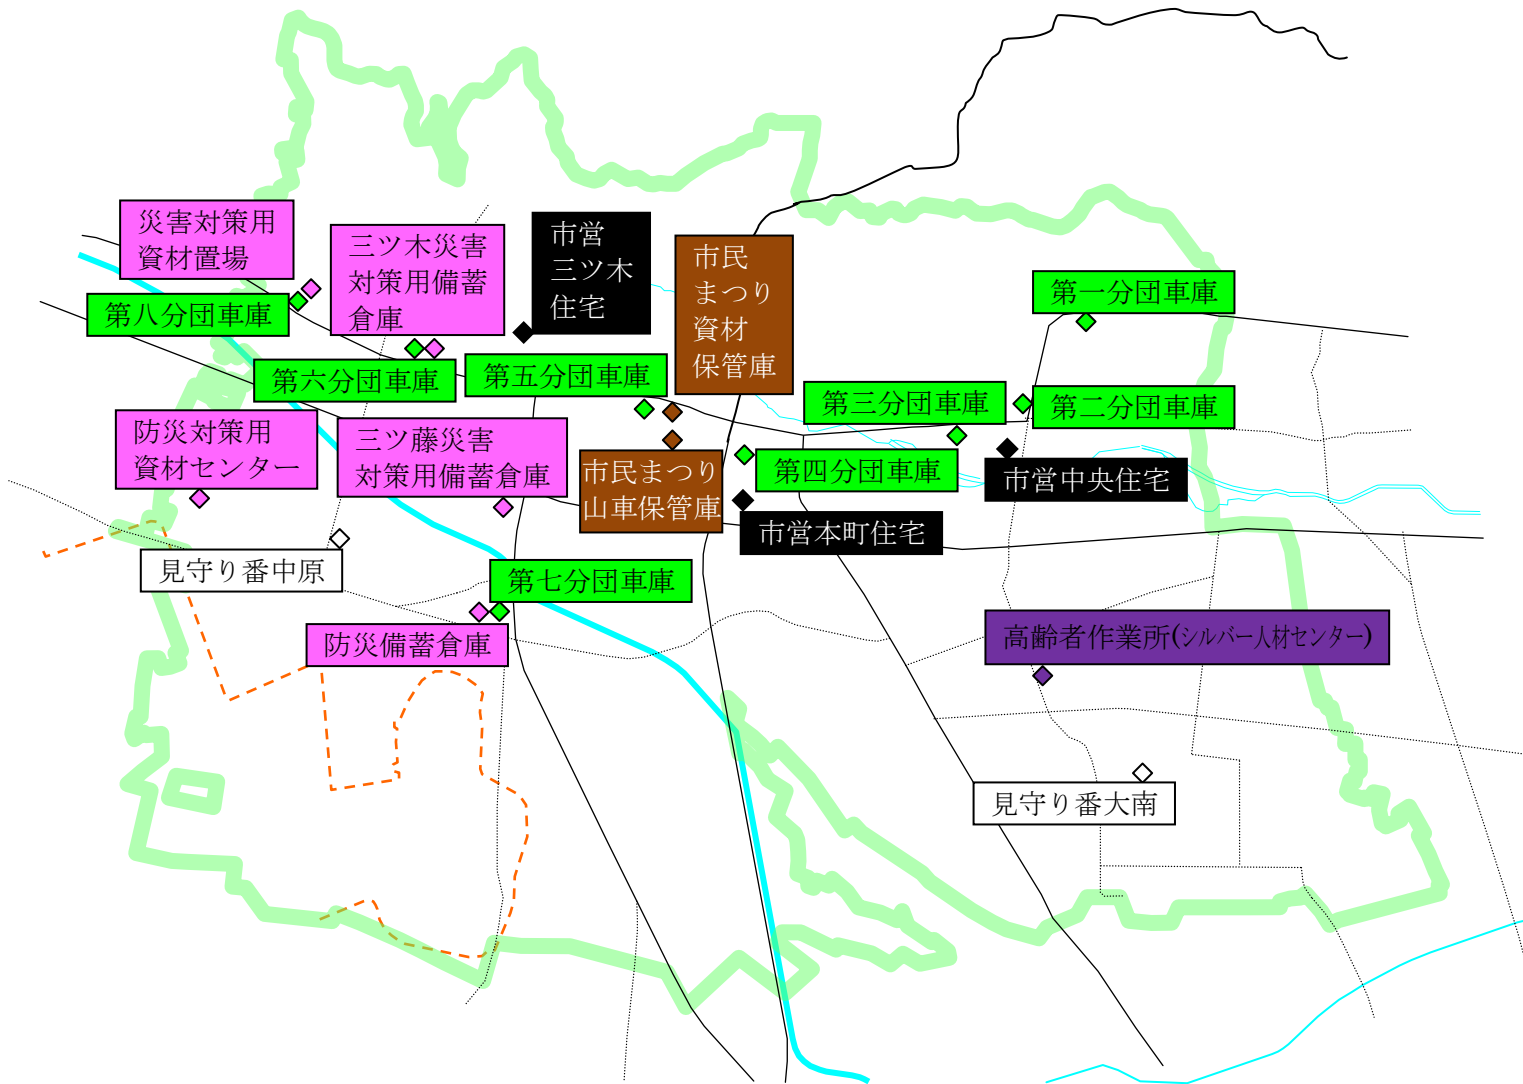 災害対策用
資材置場
三ツ木災害
対策用備蓄
倉庫
市営
三ツ木
住宅
市民
まつり
資材
保管庫
第一分団車庫
第八分団車庫
第六分団車庫
第五分団車庫
第三分団車庫
第二分団車庫
防災対策用
資材センター
三ツ藤災害
対策用備蓄倉庫
市民まつり
山車保管庫
第四分団車庫
市営中央住宅
市営本町住宅
見守り番中原
第七分団車庫
防災備蓄倉庫
高齢者作業所(シルバー人材センター)
見守り番大南